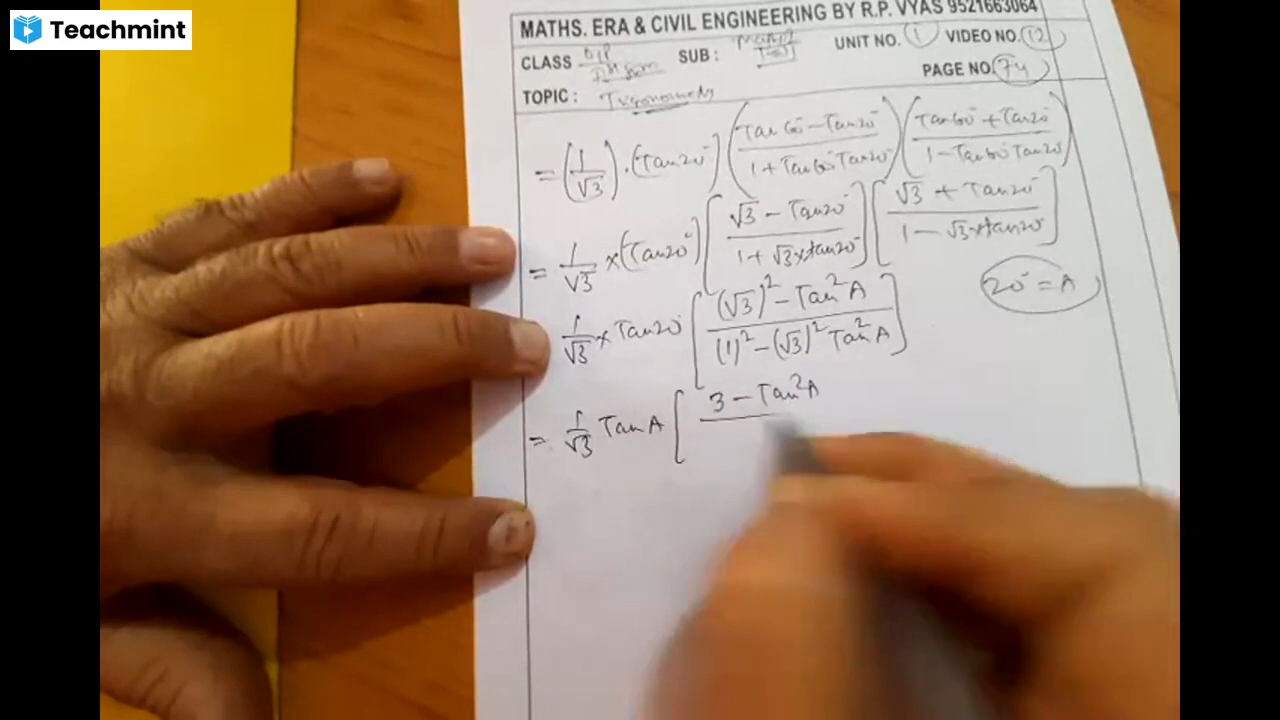 Teachmint
MATHS. ERA & CIVIL ENGINEERING BY R.P. VYAS 9521663064
CLASS SUB : UNIT NO. 1 VIDEO NO. 12
PAGE NO. 74
TOPIC : Trigonometry
= (1/√3) · (Tan20°) ((Tan60° - Tan20°)/(1 + Tan60° Tan20°)) ((Tan60° + Tan20°)/(1 - Tan60° Tan20°))
= 1/√3 × (Tan20°) [(√3 - Tan20°)/(1 + √3 × tan20°)] [(√3 + Tan20°)/(1 - √3 × tan20°)]
20° = A
1/√3 × Tan20° [((√3)² - Tan²A)/((1)² - (√3)² Tan²A)]
= 1/√3 TanA [3 - Tan²A